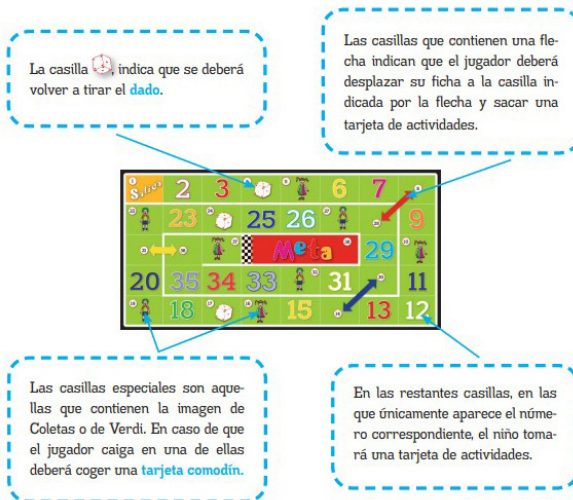 La casilla , indica que se deberá
volver a tirar el dado.
Las casillas que contienen una fle-
cha indican que el jugador deberá
desplazar su ficha a la casilla in-
dicada por la flecha y sacar una
tarjeta de actividades.
Salida 2 3 6 7
23 25 26 9
Meta 29
20 35 34 33 31 11
18 15 13 12
Las casillas especiales son aque-
llas que contienen la imagen de
Coletas o de Verdi. En caso de que
el jugador caiga en una de ellas
deberá coger una tarjeta comodín.
En las restantes casillas, en las
que únicamente aparece el núme-
ro correspondiente, el niño toma-
rá una tarjeta de actividades.